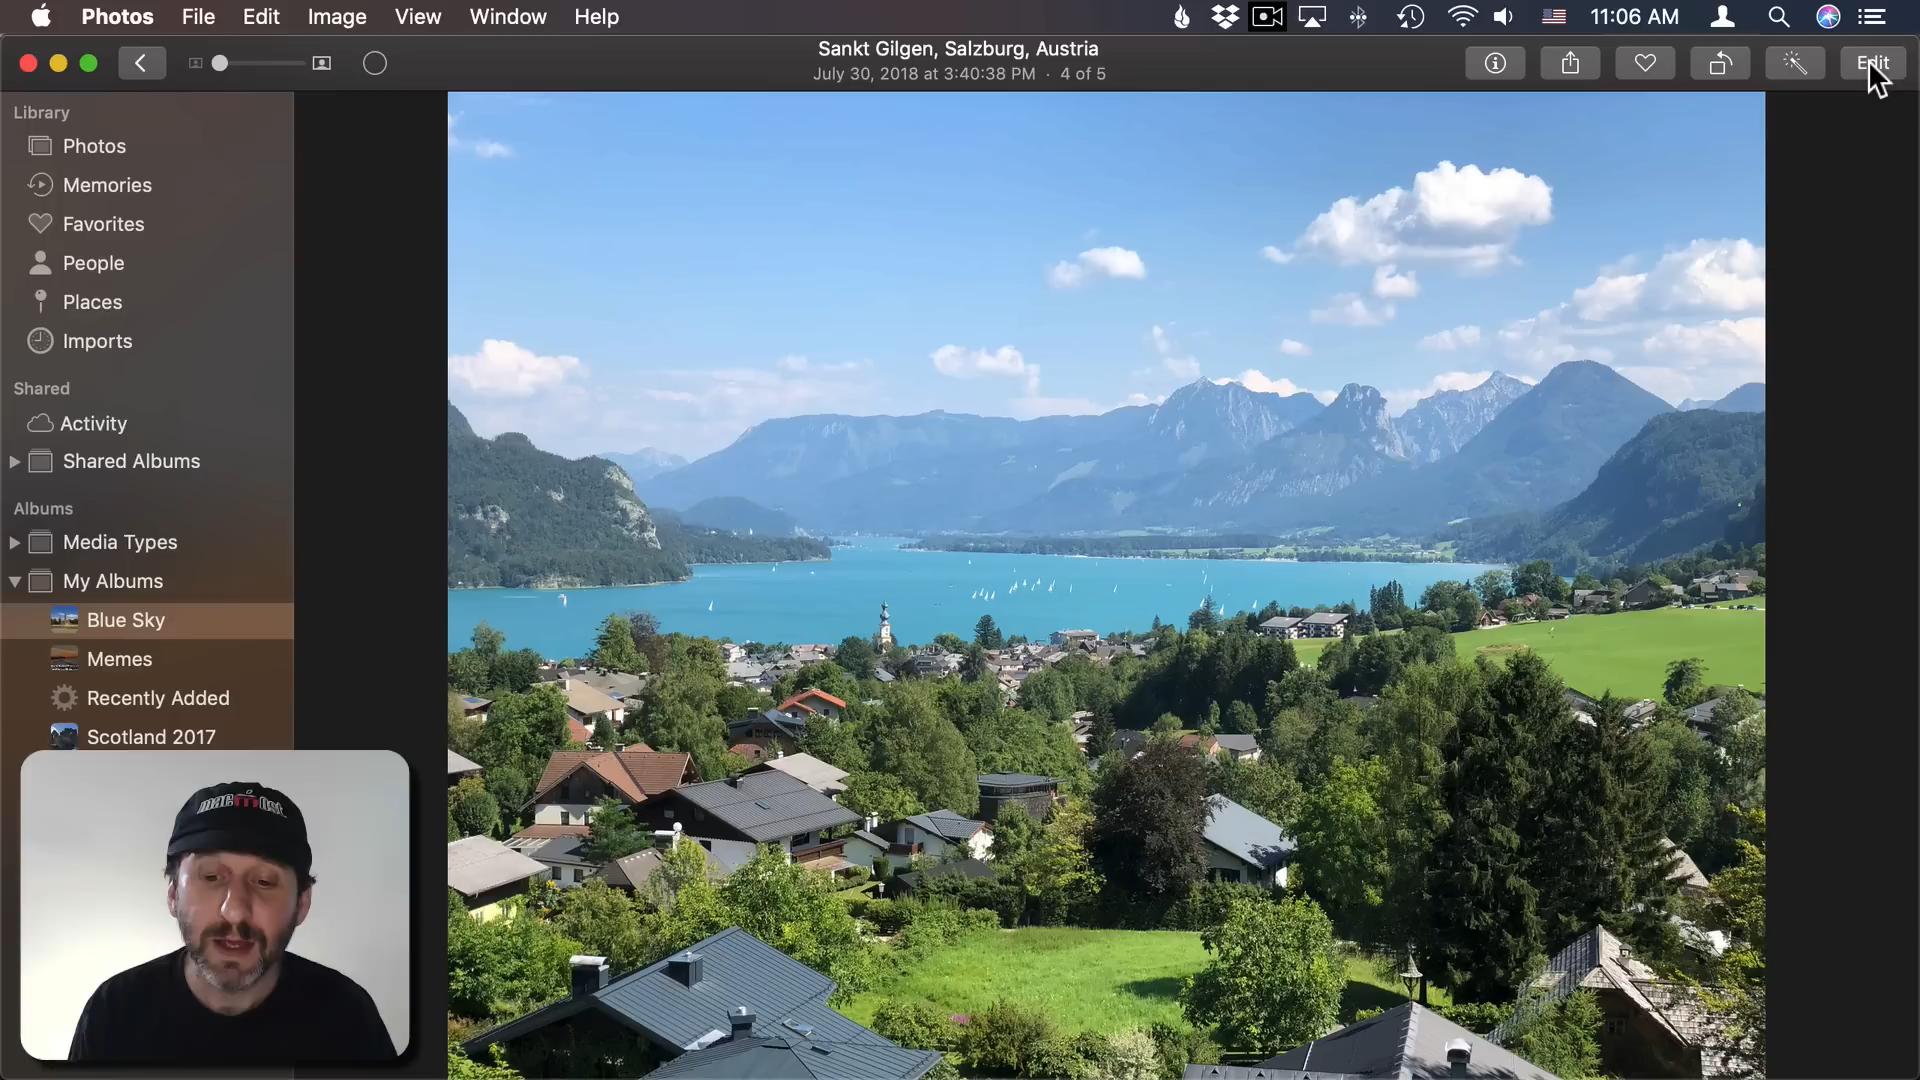 Photos File Edit Image View Window Help 11:06 AM
Sankt Gilgen, Salzburg, Austria
July 30, 2018 at 3:40:38 PM · 4 of 5
Edit
Library
Photos
Memories
Favorites
People
Places
Imports
Shared
Activity
Shared Albums
Albums
Media Types
My Albums
Blue Sky
Memes
Recently Added
Scotland 2017
macmost